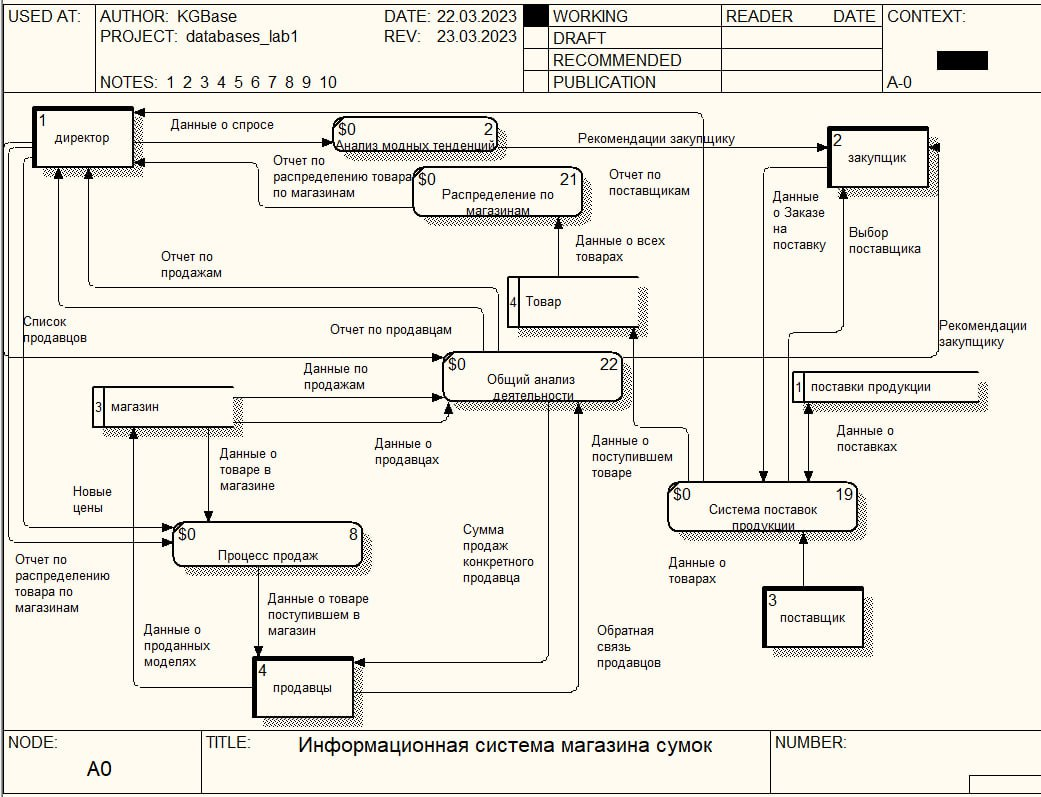 USED AT:
AUTHOR: KGBase
DATE: 22.03.2023
PROJECT: databases_lab1
REV: 23.03.2023
NOTES: 1 2 3 4 5 6 7 8 9 10
WORKING
DRAFT
RECOMMENDED
PUBLICATION
READER DATE
CONTEXT:
A-0
1
директор
Данные о спросе
$0 2
Анализ модных тенденций
Рекомендации закупщику
2
закупщик
Отчет по
распределению товара
по магазинам
$0 21
Распределение по
магазинам
Отчет по
поставщикам
Данные
о Заказе
на
поставку
Выбор
поставщика
Данные о всех
товарах
Отчет по
продажам
4 Товар
Список
продавцов
Отчет по продавцам
Рекомендации
закупщику
Данные по
продажам
$0 22
Общий анализ
деятельности
1 поставки продукции
3 магазин
Данные о
продавцах
Данные о
поступившем
товаре
Данные о
поставках
Данные о
товаре в
магазине
Новые
цены
$0 19
Система поставок
продукции
$0 8
Процесс продаж
Сумма
продаж
конкретного
продавца
Отчет по
распределению
товара по
магазинам
Данные о
товарах
Данные о товаре
поступившем в
магазин
3
поставщик
Данные о
проданных
моделях
Обратная
связь
продавцов
4
продавцы
NODE:
A0
TITLE:
Информационная система магазина сумок
NUMBER: